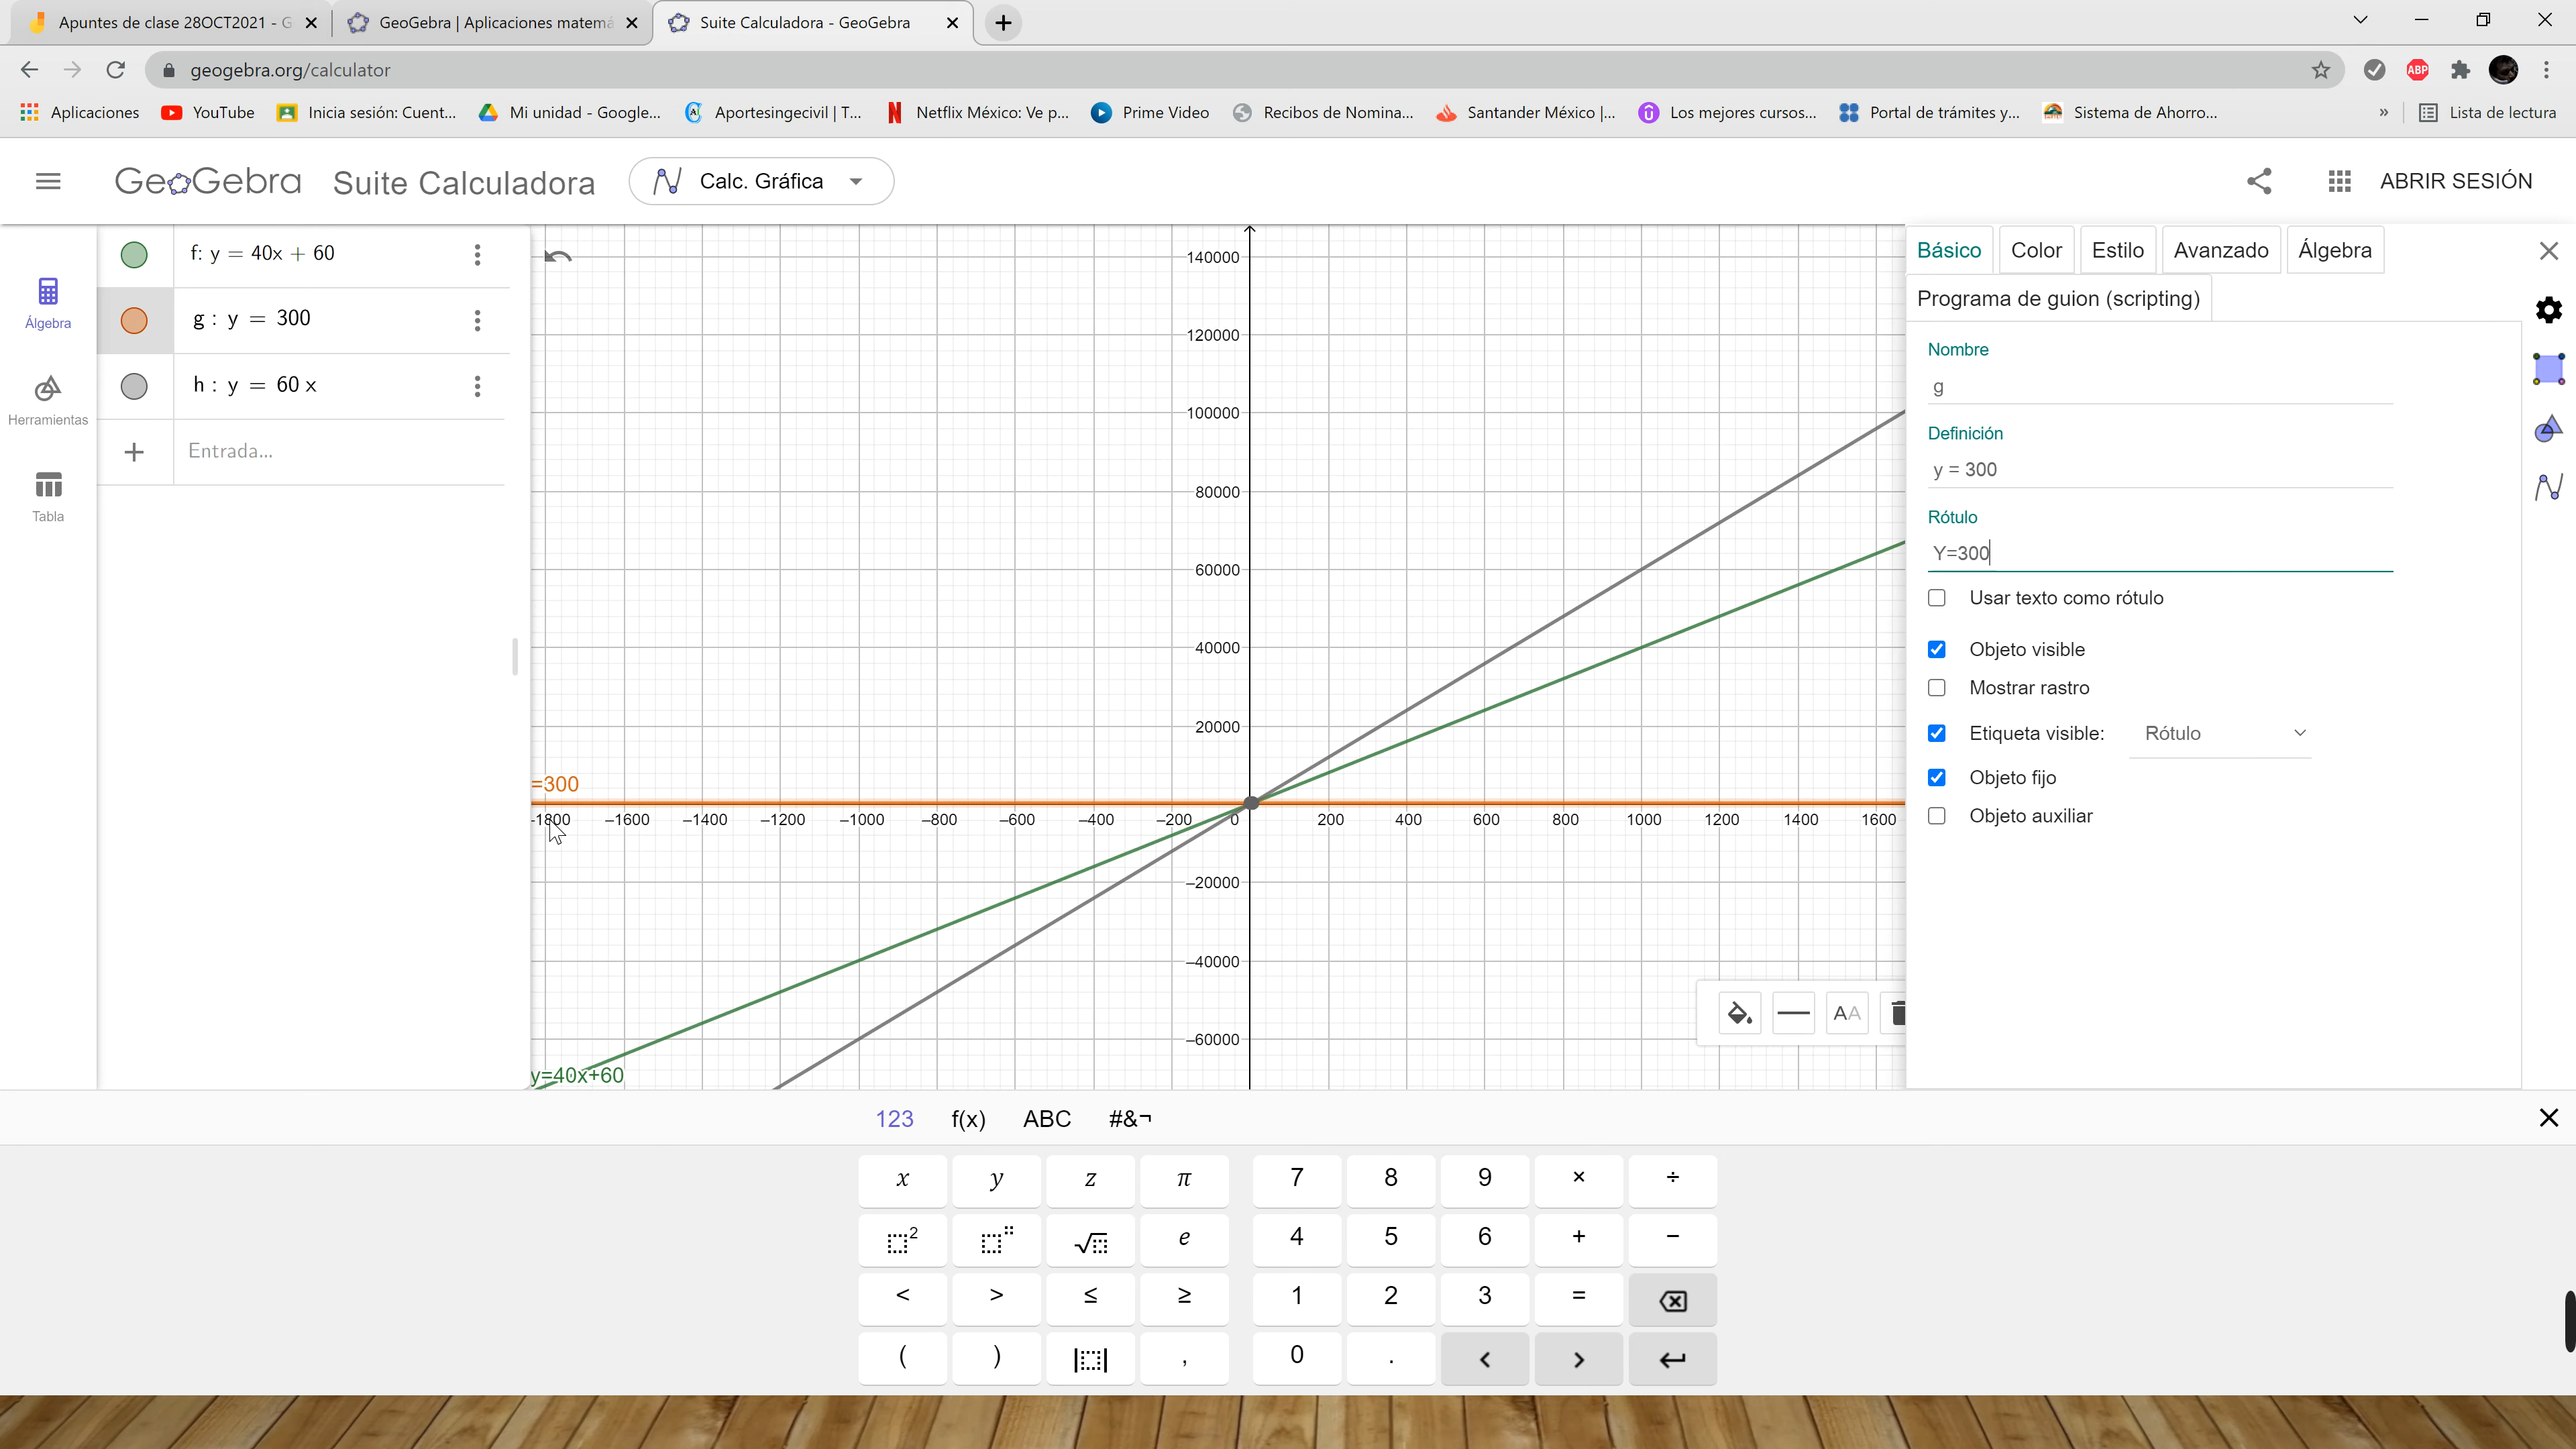 Apuntes de clase 28OCT2021 - G
GeoGebra | Aplicaciones matemá
Suite Calculadora - GeoGebra
geogebra.org/calculator
ABP
Aplicaciones
YouTube
Inicia sesión: Cuent...
Mi unidad - Google...
Aportesingecivil | T...
Netflix México: Ve p...
Prime Video
Recibos de Nomina...
Santander México |...
Los mejores cursos...
Portal de trámites y...
Sistema de Ahorro...
»
Lista de lectura
GeoGebra
Suite Calculadora
Calc. Gráfica
ABRIR SESIÓN
Álgebra
Herramientas
Tabla
f: y = 40x + 60
g : y = 300
h : y = 60 x
+ Entrada...
140000
120000
100000
80000
60000
40000
20000
=300
-1800 –1600 –1400 –1200 –1000 –800 –600 –400 –200 0 200 400 600 800 1000 1200 1400 1600
–20000
–40000
–60000
y=40x+60
AA
Básico
Color
Estilo
Avanzado
Álgebra
Programa de guion (scripting)
Nombre
g
Definición
y = 300
Rótulo
Y=300
Usar texto como rótulo
Objeto visible
Mostrar rastro
Etiqueta visible: Rótulo
Objeto fijo
Objeto auxiliar
123 f(x) ABC #&¬
x y z π 7 8 9 × ÷
2 √ e 4 5 6 + −
< > ≤ ≥ 1 2 3 =
( ) | | , 0 . < >